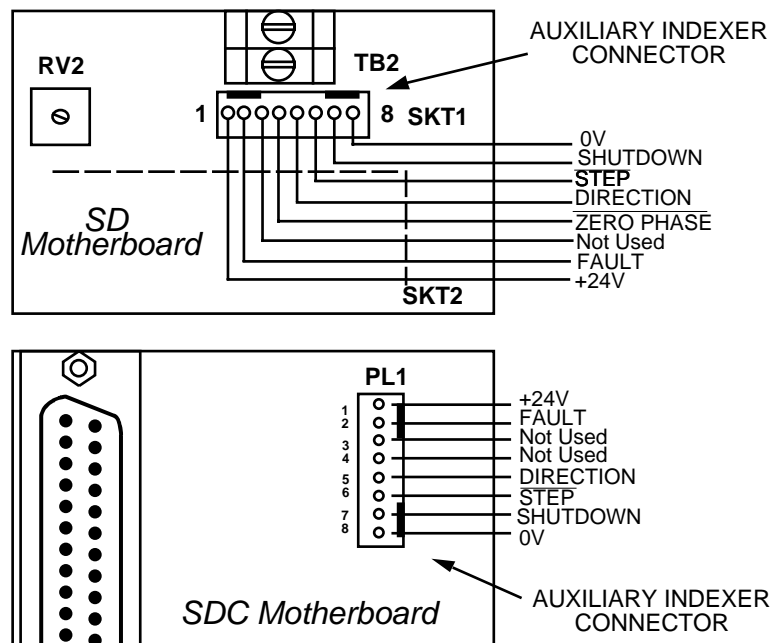 AUXILIARY INDEXER
CONNECTOR
RV2
TB2
1
8 SKT1
0V
SHUTDOWN
STEP
DIRECTION
ZERO PHASE
Not Used
FAULT
+24V
SD
Motherboard
SKT2
PL1
1
2
3
4
5
6
7
8
+24V
FAULT
Not Used
Not Used
DIRECTION
STEP
SHUTDOWN
0V
SDC Motherboard
AUXILIARY INDEXER
CONNECTOR